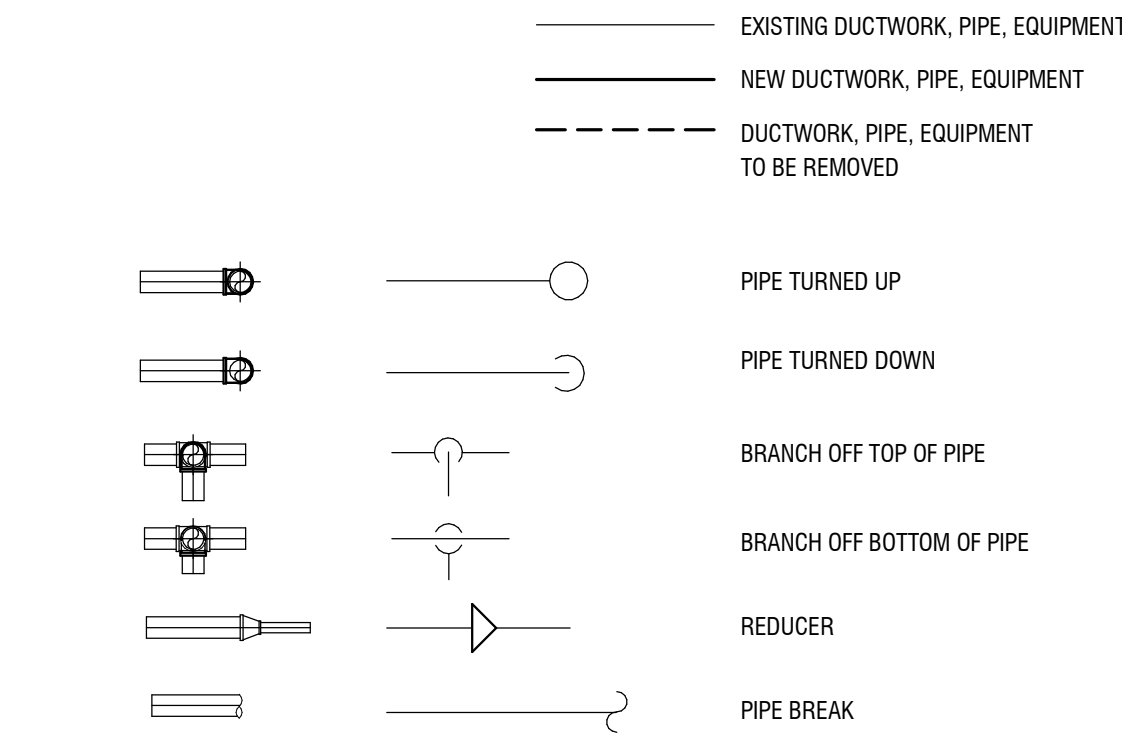 EXISTING DUCTWORK, PIPE, EQUIPMENT
NEW DUCTWORK, PIPE, EQUIPMENT
DUCTWORK, PIPE, EQUIPMENT
TO BE REMOVED
PIPE TURNED UP
PIPE TURNED DOWN
BRANCH OFF TOP OF PIPE
BRANCH OFF BOTTOM OF PIPE
REDUCER
PIPE BREAK